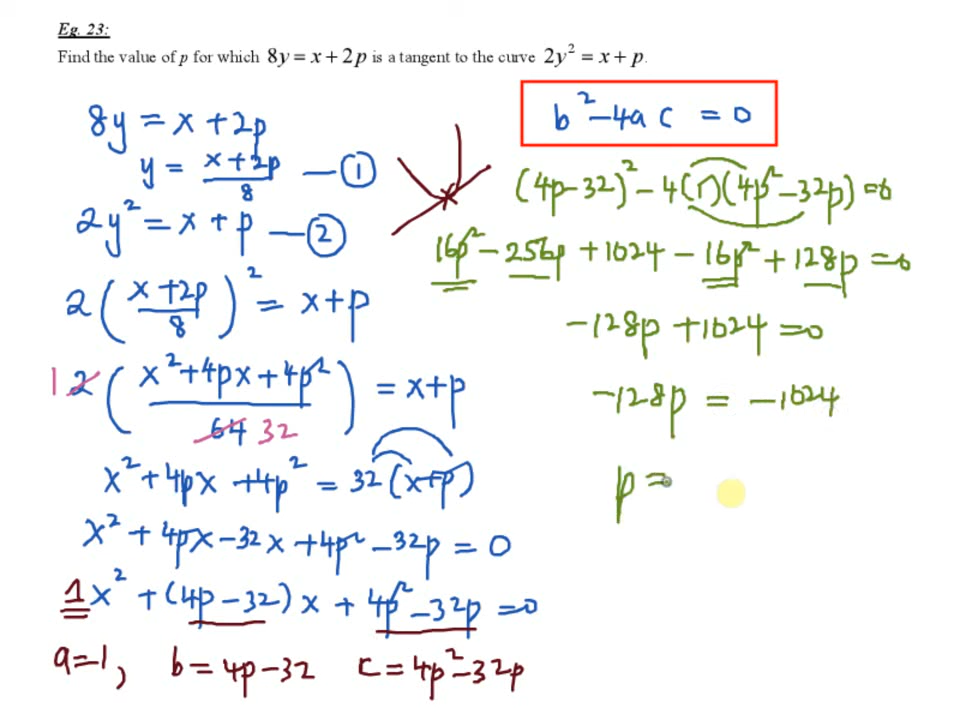 Eg. 23:
Find the value of p for which 8y = x + 2p is a tangent to the curve 2y² = x + p.
8y = x + 2p
y = (x + 2p)/8 — ①
2y² = x + p — ②
2((x + 2p)/8)² = x + p
1 2((x² + 4px + 4p²)/64 32) = x + p
x² + 4px + 4p² = 32(x + p)
x² + 4px - 32x + 4p² - 32p = 0
1x² + (4p - 32)x + 4p² - 32p = 0
a = 1, b = 4p - 32 c = 4p² - 32p
b² - 4ac = 0
(4p - 32)² - 4(1)(4p² - 32p) = 0
16p² - 256p + 1024 - 16p² + 128p = 0
-128p + 1024 = 0
-128p = -1024
p =